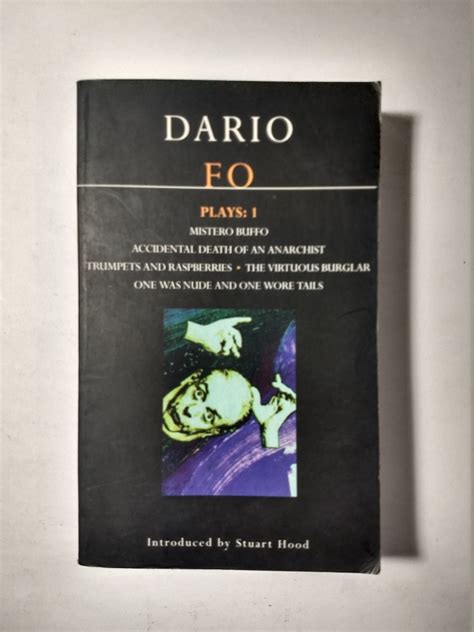 DARIO
FO
PLAYS: 1
MISTERO BUFFO
ACCIDENTAL DEATH OF AN ANARCHIST
TRUMPETS AND RASPBERRIES • THE VIRTUOUS BURGLAR
ONE WAS NUDE AND ONE WORE TAILS
Introduced by Stuart Hood